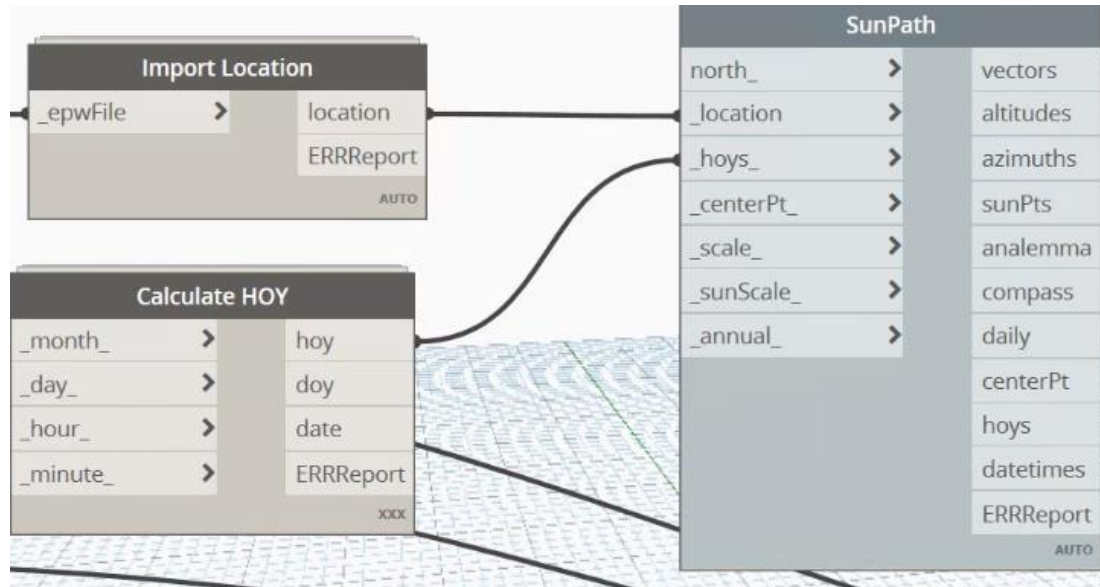 Import Location
_epwFile
location
ERRReport
AUTO
Calculate HOY
_month_
hoy
_day_
doy
_hour_
date
_minute_
ERRReport
xxx
SunPath
north_
vectors
_location
altitudes
_hoys_
azimuths
_centerPt_
sunPts
_scale_
analemma
_sunScale_
compass
_annual_
daily
centerPt
hoys
datetimes
ERRReport
AUTO